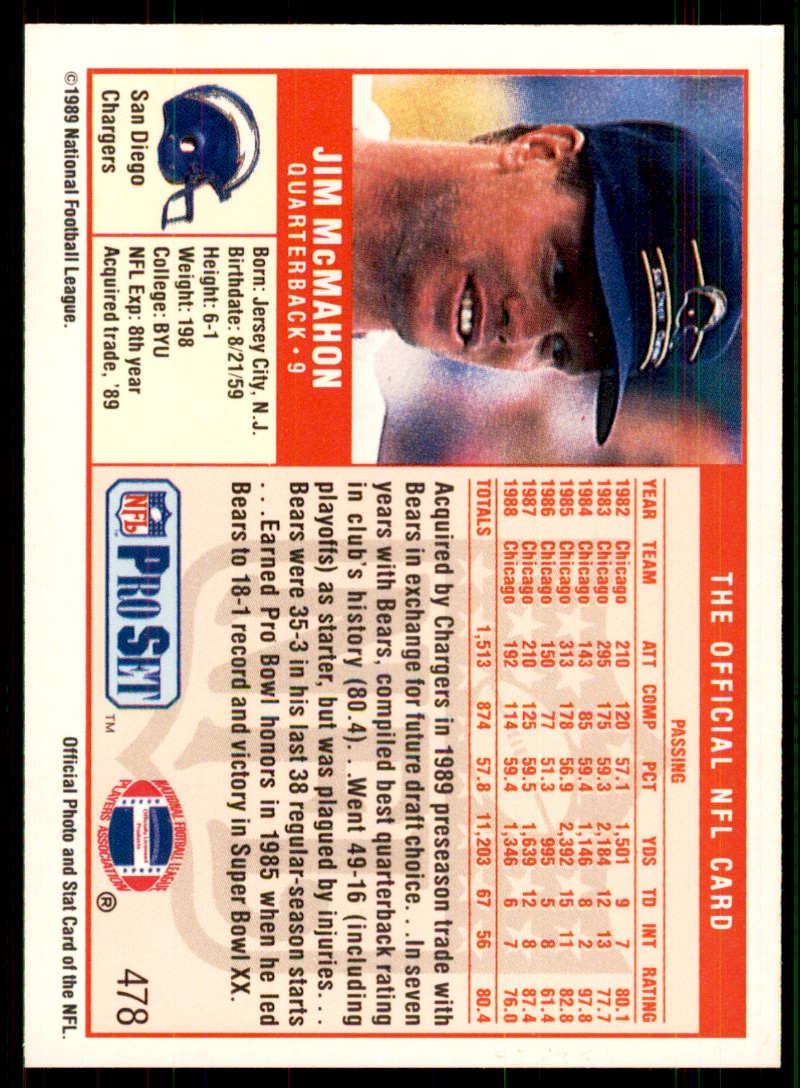 JIM McMAHON
QUARTERBACK • 9
San Diego
Chargers
Born: Jersey City, N.J.
Birthdate: 8/21/59
Height: 6-1
Weight: 198
College: BYU
NFL Exp: 8th year
Acquired trade, '89
©1989 National Football League.
THE OFFICIAL NFL CARD
PASSING
YEAR TEAM ATT COMP PCT YDS TD INT RATING
1982 Chicago 210 120 57.1 1,501 9 7 80.1
1983 Chicago 295 175 59.3 2,184 12 13 77.7
1984 Chicago 143 85 59.4 1,146 8 2 97.8
1985 Chicago 313 178 56.9 2,392 15 11 82.8
1986 Chicago 150 77 51.3 995 5 8 61.4
1987 Chicago 210 125 59.5 1,639 12 8 87.4
1988 Chicago 192 114 59.4 1,346 6 7 76.0
TOTALS 1,513 874 57.8 11,203 67 56 80.4
Acquired by Chargers in 1989 preseason trade with
Bears in exchange for future draft choice. . .In seven
years with Bears, compiled best quarterback rating
in club's history (80.4). . .Went 49-16 (including
playoffs) as starter, but was plagued by injuries. . .
Bears were 35-3 in his last 38 regular-season starts
. . .Earned Pro Bowl honors in 1985 when he led
Bears to 18-1 record and victory in Super Bowl XX.
NFL PRO SET ™
NATIONAL FOOTBALL LEAGUE
Officially Licensed
Product
PLAYERS ASSOCIATION
®
478
Official Photo and Stat Card of the NFL.
San Diego Chargers